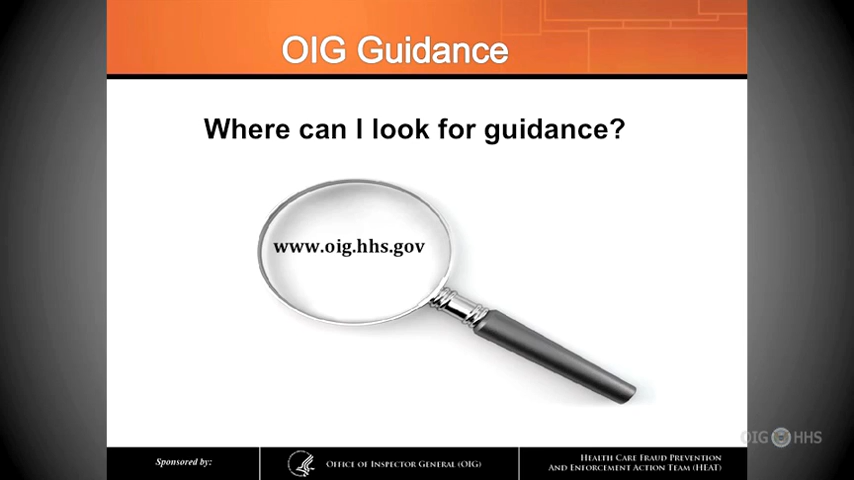 OIG Guidance
Where can I look for guidance?
www.oig.hhs.gov
OIG HHS
Sponsored by:
OFFICE OF INSPECTOR GENERAL (OIG)
HEALTH CARE FRAUD PREVENTION
AND ENFORCEMENT ACTION TEAM (HEAT)